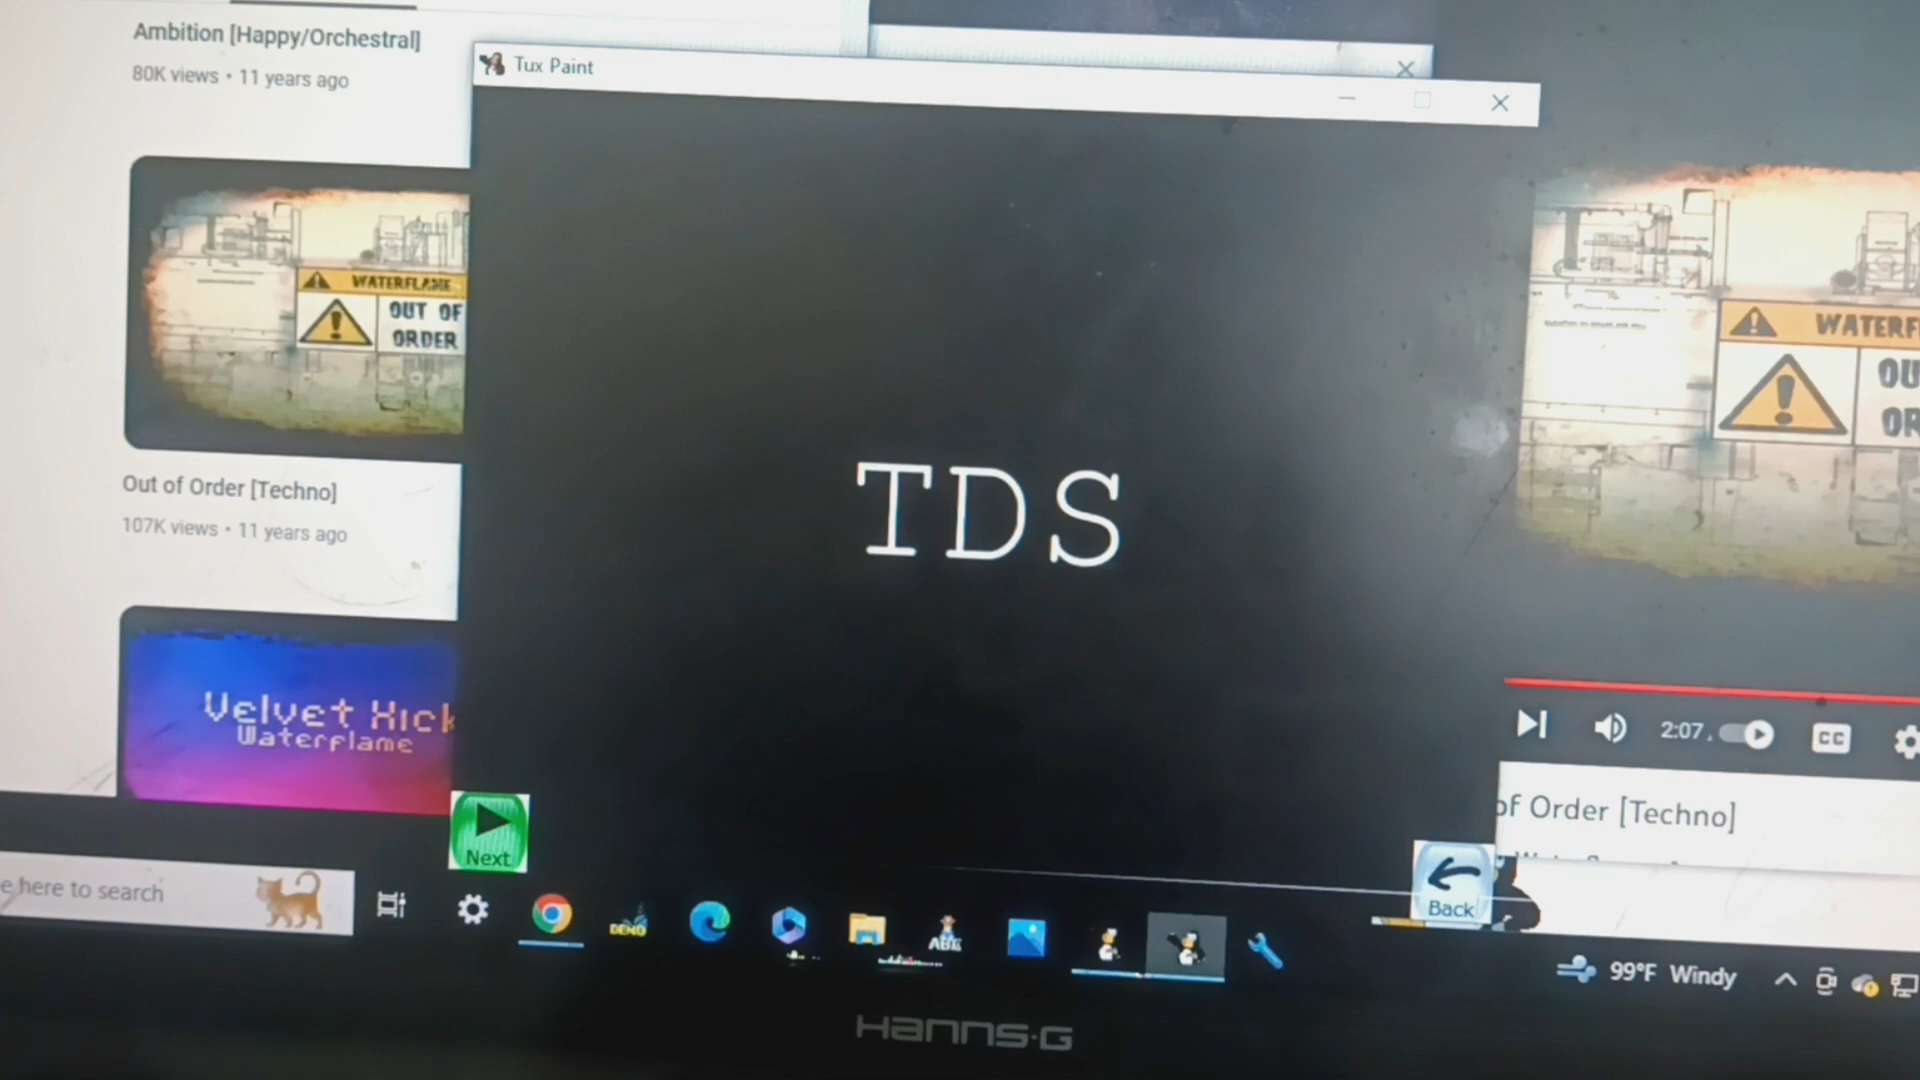 Ambition [Happy/Orchestral]
80K views • 11 years ago
Tux Paint
WATERFLAME
OUT OF
ORDER
Out of Order [Techno]
107K views • 11 years ago
Velvet Kick
Waterflame
TDS
WATERF
OU
OR
2:07
CC
of Order [Techno]
Next
Back
e here to search
DEMO
ABC
99°F Windy
HANNS·G